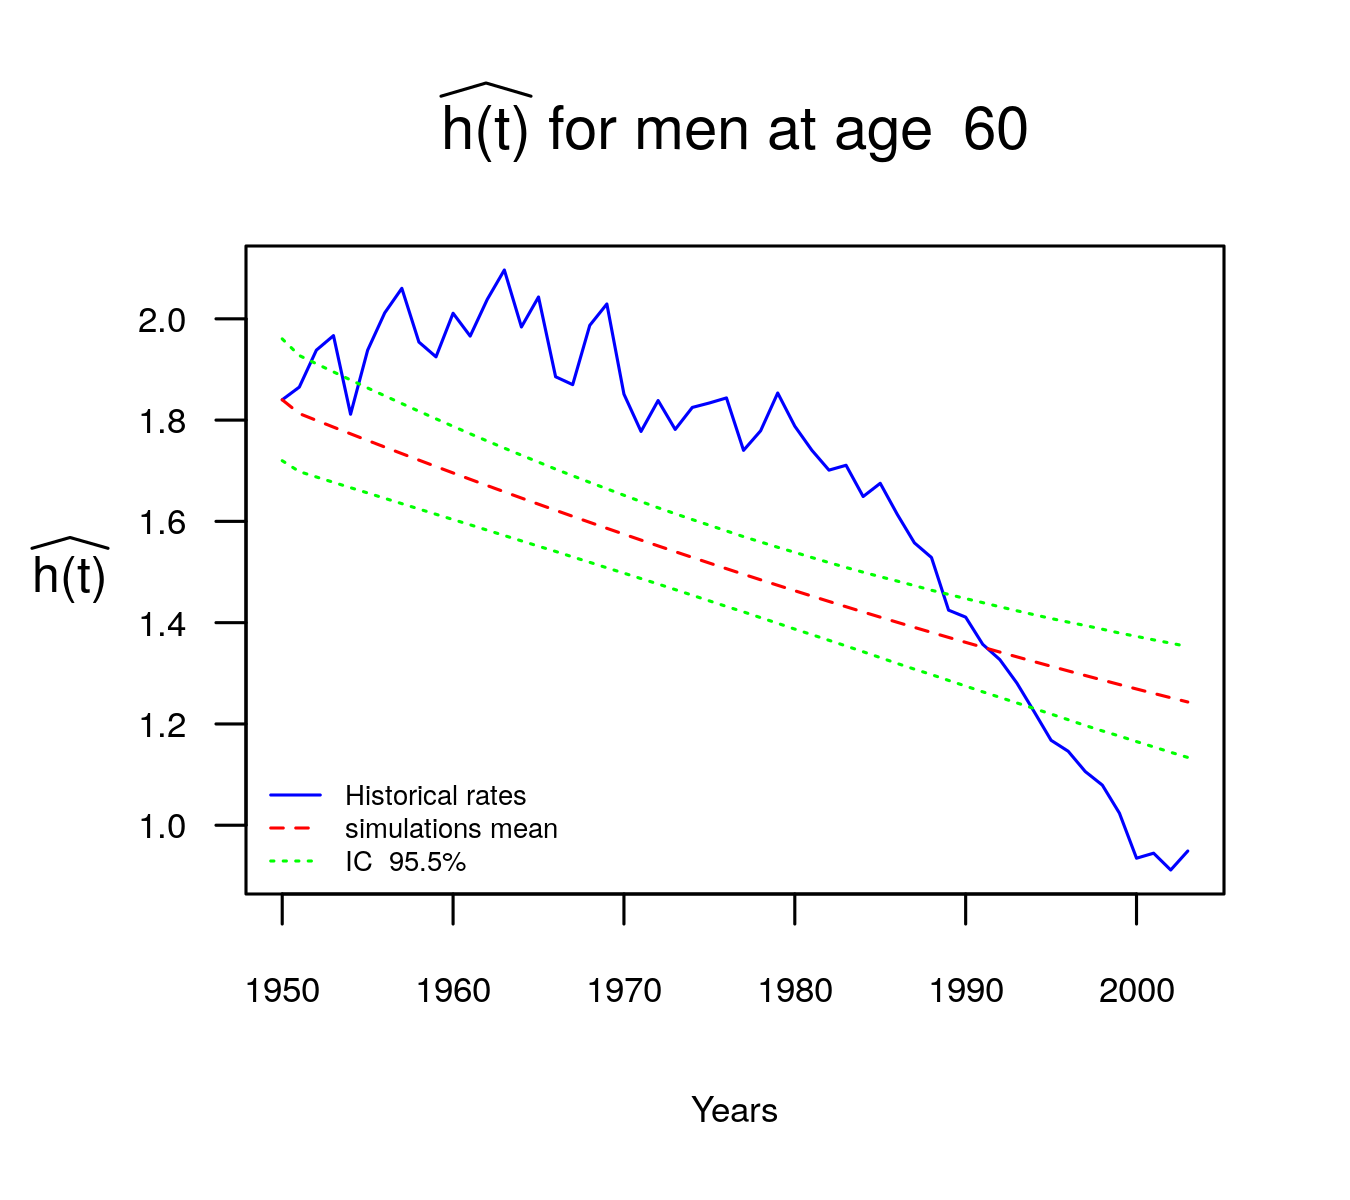 h(t) for men at age 60
2.0
1.8
1.6
1.4
1.2
1.0
h(t)
Historical rates
simulations mean
IC 95.5%
1950 1960 1970 1980 1990 2000
Years